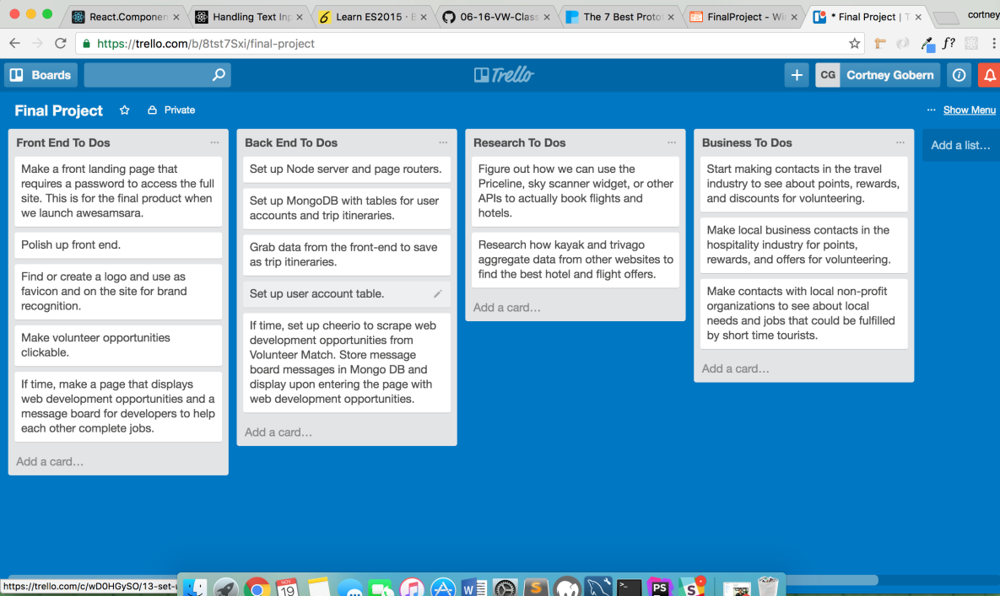 React.Componen
Handling Text Inp
Learn ES2015 · B
06-16-VW-Class
The 7 Best Proto
FinalProject - Wi
* Final Project | T
cortney
https://trello.com/b/8tst7Sxi/final-project
f?
Boards
Trello
CG
Cortney Gobern
Final Project
Private
... Show Menu
Front End To Dos
Make a front landing page that
requires a password to access the full
site. This is for the final product when
we launch awesamsara.
Polish up front end.
Find or create a logo and use as
favicon and on the site for brand
recognition.
Make volunteer opportunities
clickable.
If time, make a page that displays
web development opportunities and a
message board for developers to help
each other complete jobs.
Add a card…
Back End To Dos
Set up Node server and page routers.
Set up MongoDB with tables for user
accounts and trip itineraries.
Grab data from the front-end to save
as trip itineraries.
Set up user account table.
If time, set up cheerio to scrape web
development opportunities from
Volunteer Match. Store message
board messages in Mongo DB and
display upon entering the page with
web development opportunities.
Add a card…
Research To Dos
Figure out how we can use the
Priceline, sky scanner widget, or other
APIs to actually book flights and
hotels.
Research how kayak and trivago
aggregate data from other websites to
find the best hotel and flight offers.
Add a card…
Business To Dos
Start making contacts in the travel
industry to see about points, rewards,
and discounts for volunteering.
Make local business contacts in the
hospitality industry for points,
rewards, and offers for volunteering.
Make contacts with local non-profit
organizations to see about local
needs and jobs that could be fulfilled
by short time tourists.
Add a card…
Add a list…
https://trello.com/c/wD0HGySO/13-set-u
NOV
19
W
S
PS
S